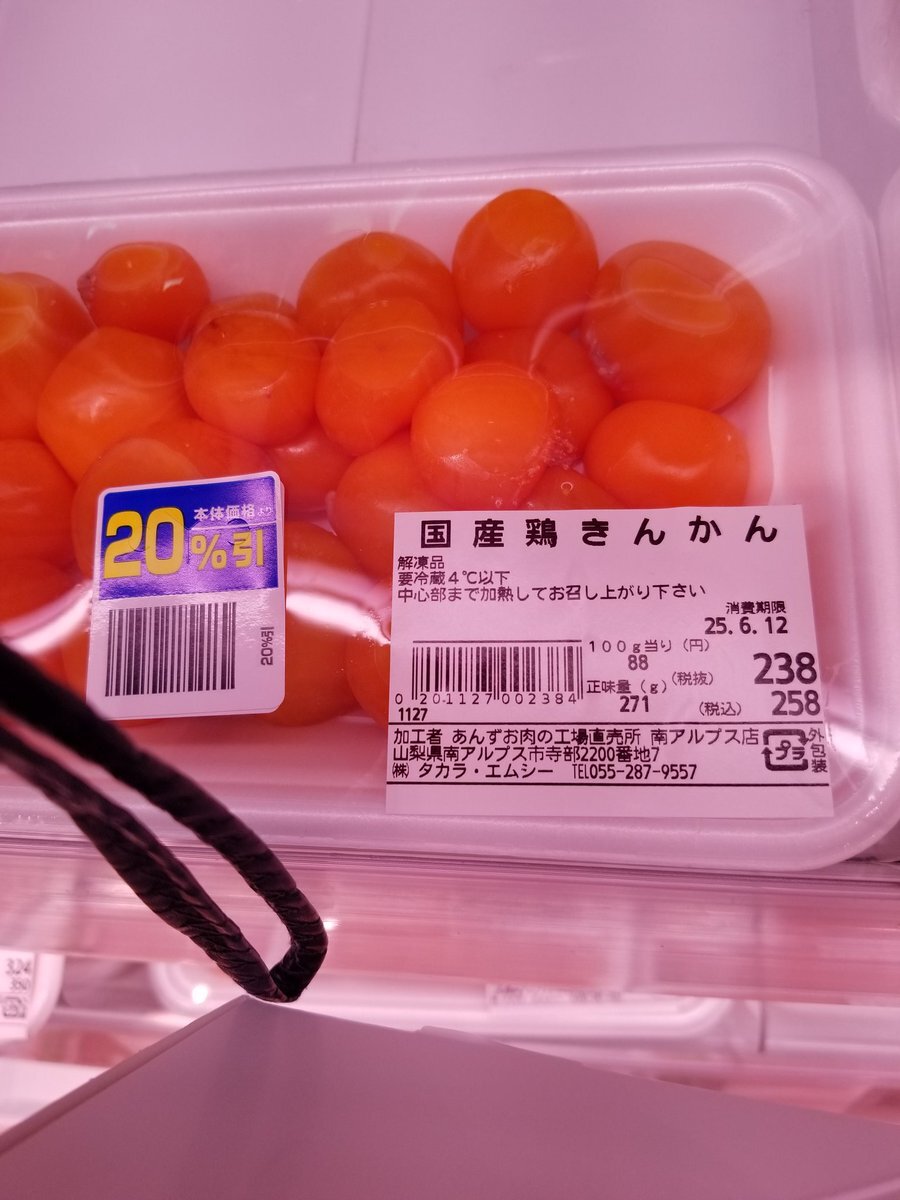 本体価格より
20%引
20%引
国産鶏きんかん
解凍品
要冷蔵4℃以下
中心部まで加熱してお召し上がり下さい
消費期限
25.6.12
100g当り(円)
88
(税抜) 238
正味量(g)
271
(税込) 258
0 201127 002384
1127
加工者 あんずお肉の工場直売所 南アルプス店
山梨県南アルプス市寺部2200番地7
㈱タカラ・エムシー TEL055-287-9557
プラ
外包装
324
350